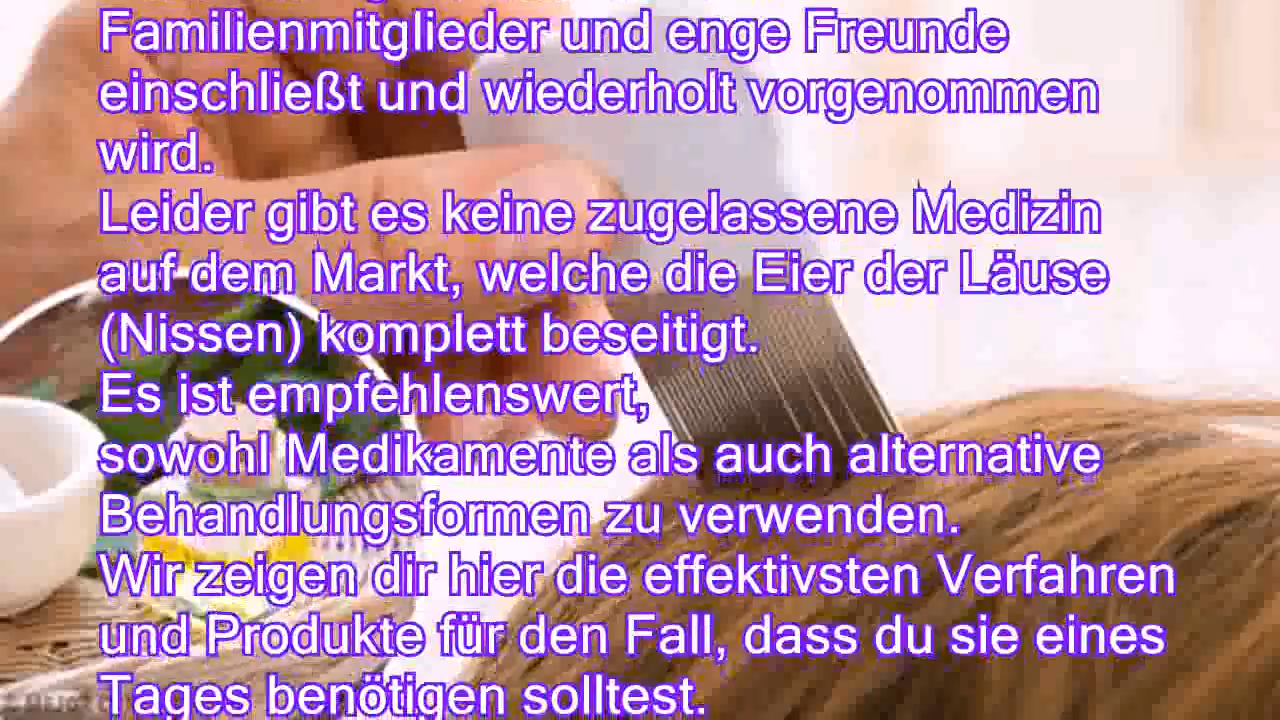 Familienmitglieder und enge Freunde
einschließt und wiederholt vorgenommen
wird.
Leider gibt es keine zugelassene Medizin
auf dem Markt, welche die Eier der Läuse
(Nissen) komplett beseitigt.
Es ist empfehlenswert,
sowohl Medikamente als auch alternative
Behandlungsformen zu verwenden.
Wir zeigen dir hier die effektivsten Verfahren
und Produkte für den Fall, dass du sie eines
Tages benötigen solltest.